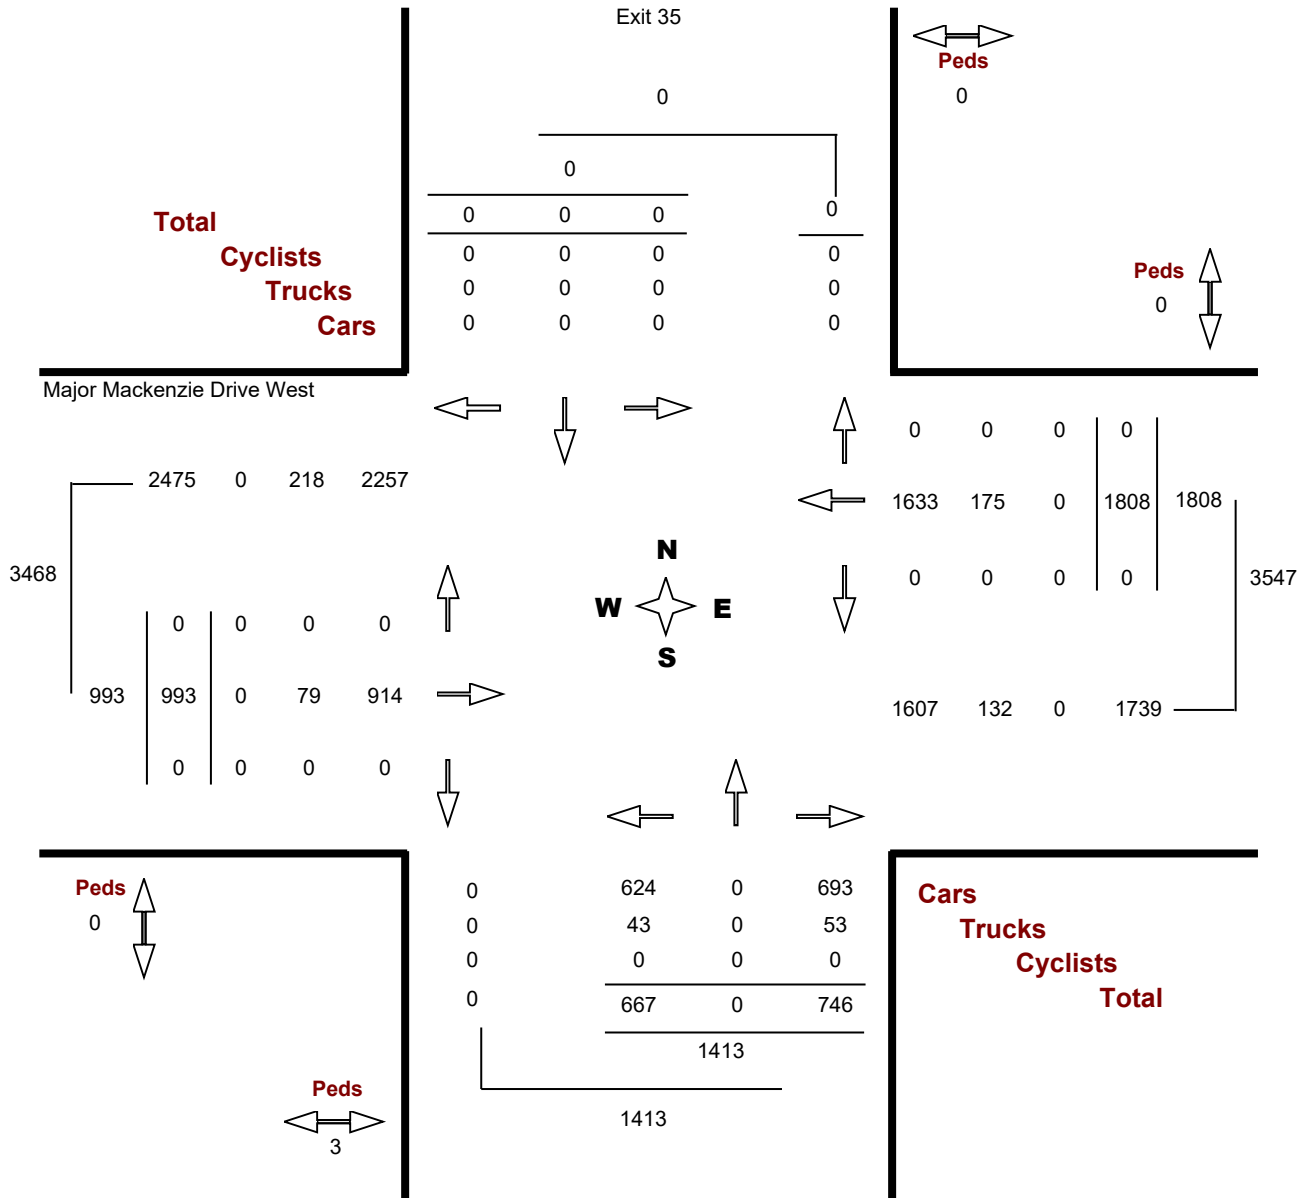 Exit 35
Peds
0
0
0
0 0 0 0
Total
0 0 0 0
Cyclists
0 0 0 0
Trucks
0 0 0 0
Cars
Peds
0
Major Mackenzie Drive West
0 0 0 0
2475 0 218 2257
1633 175 0 1808 1808
N
3468
0 0 0 0
3547
W E
0 0 0 0
S
993 993 0 79 914
1607 132 0 1739
0 0 0 0
Peds
0
0 624 0 693
Cars
0 43 0 53
Trucks
0 0 0 0
Cyclists
0 667 0 746
Total
1413
Peds
3
1413